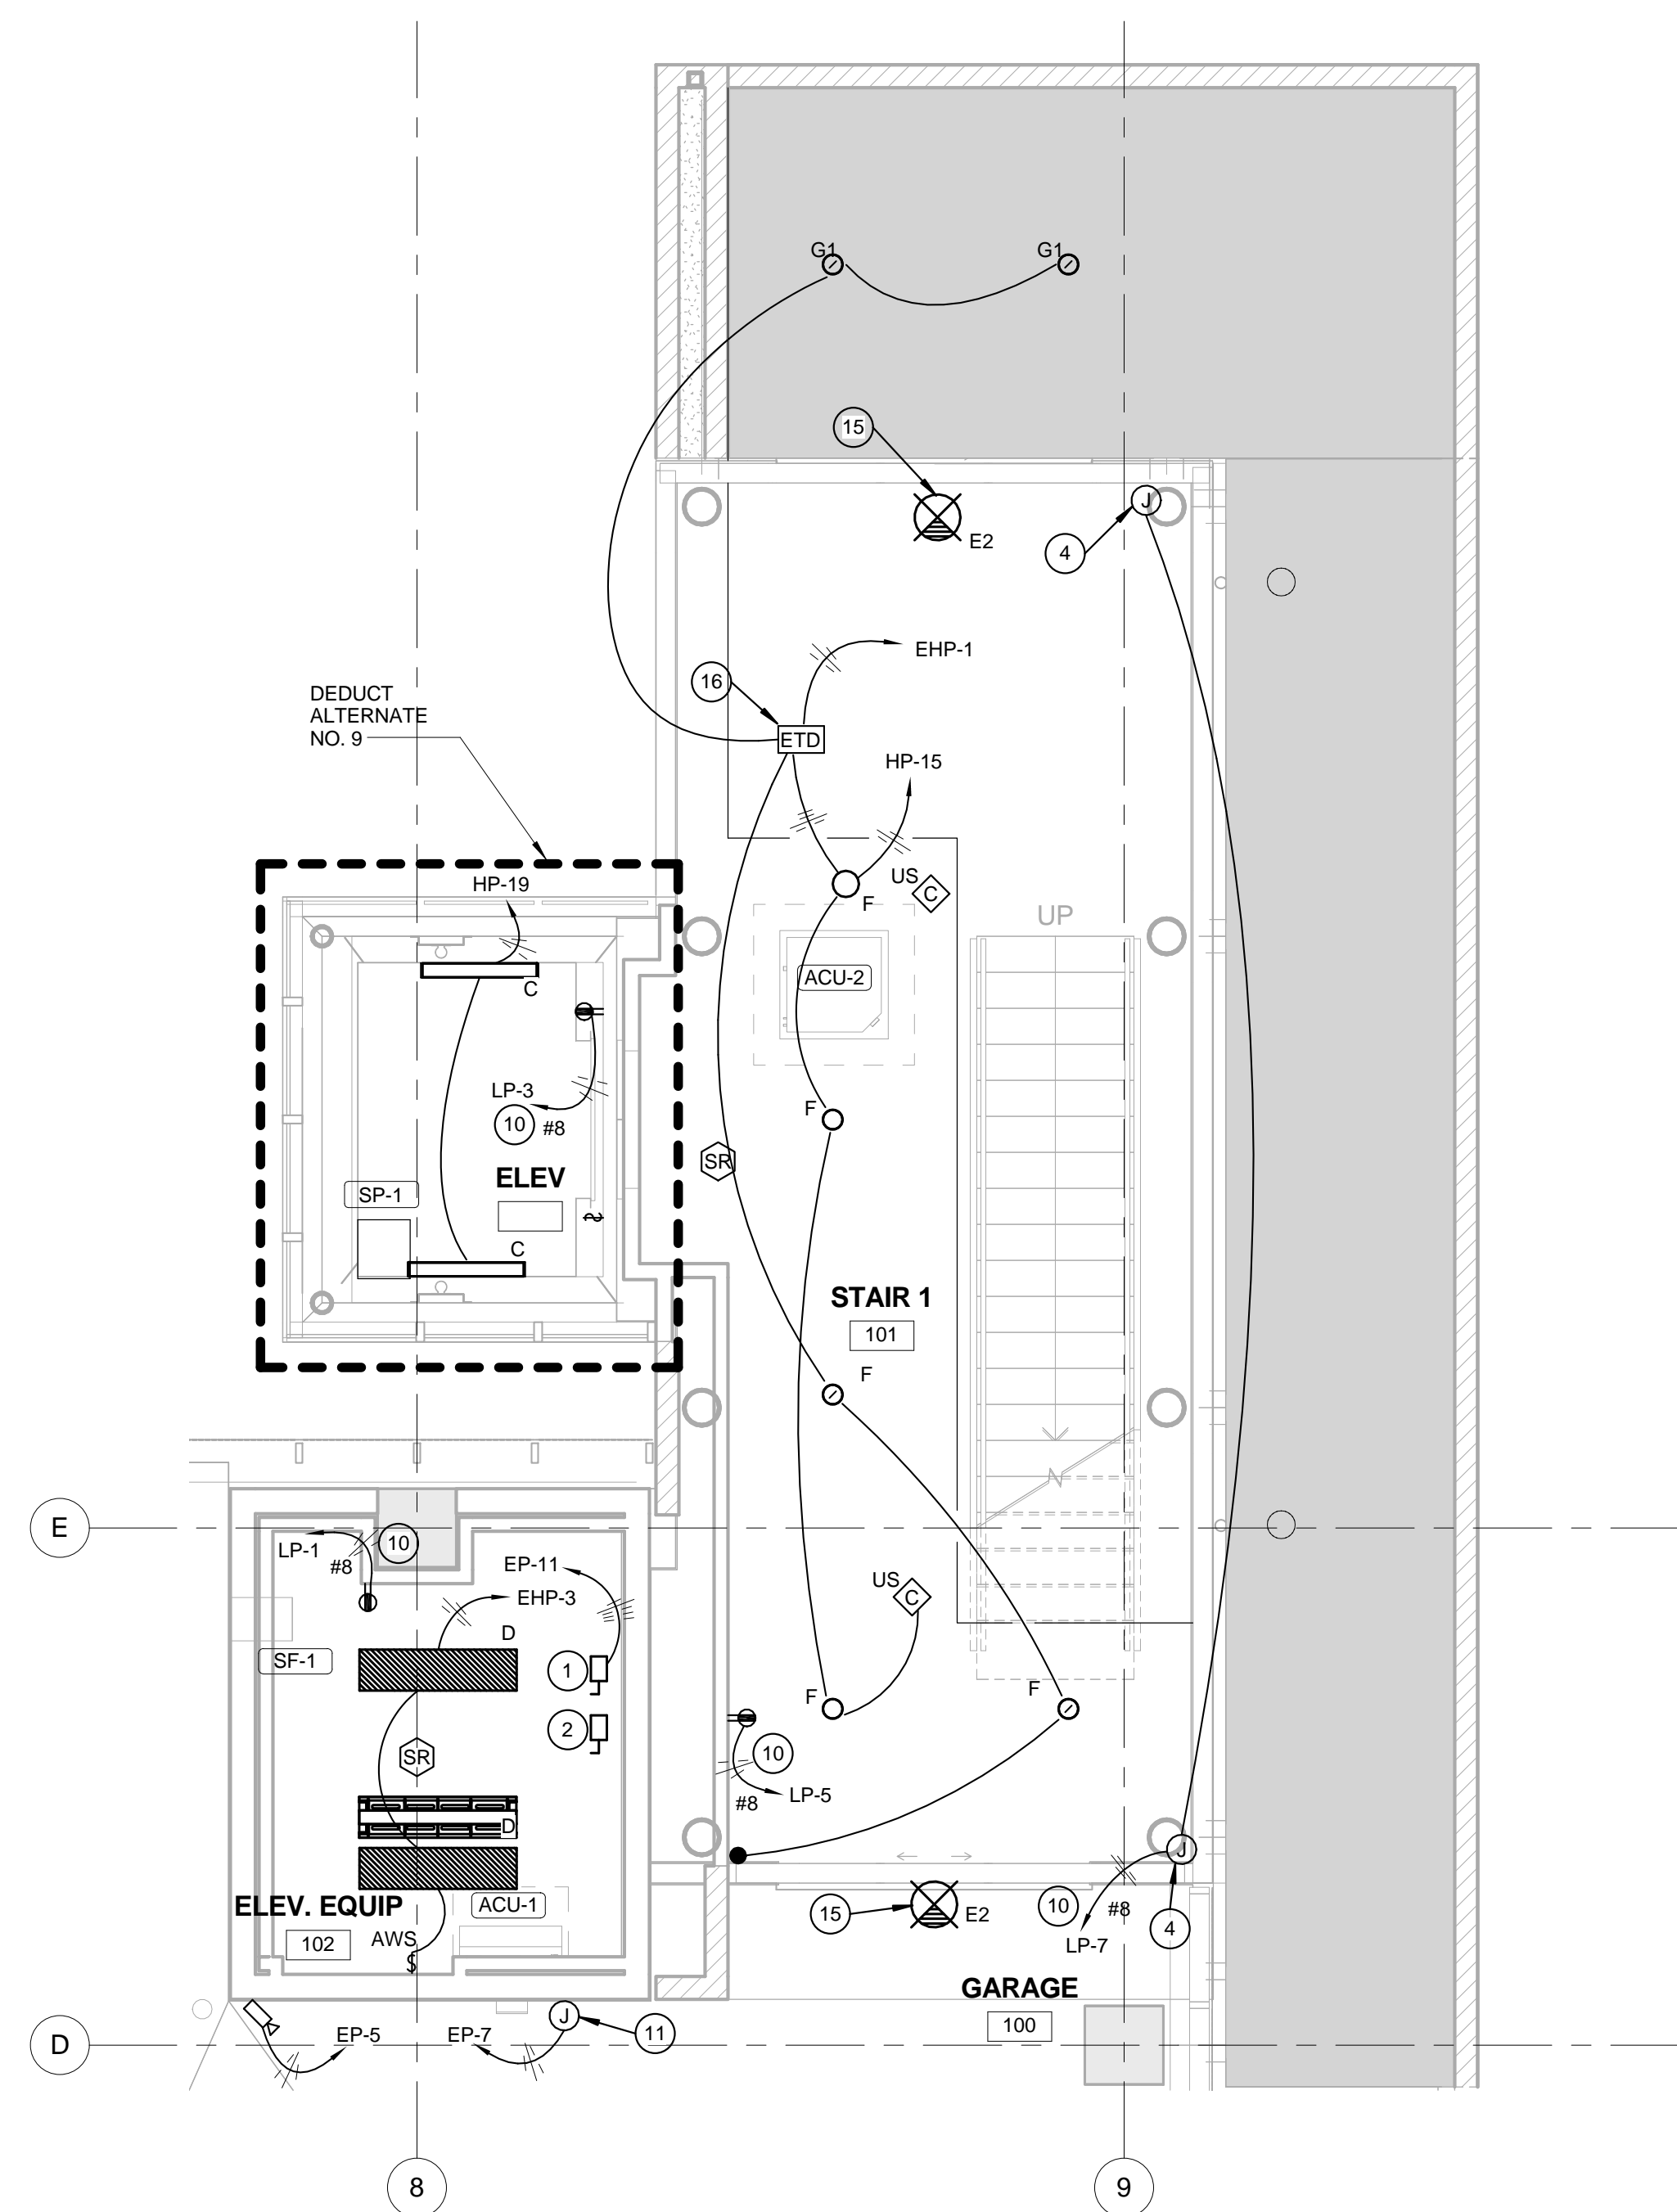 G1
G1
15
E2
J
4
EHP-1
16
ETD
DEDUCT
ALTERNATE
NO. 9
HP-15
HP-19
US
C
F
UP
C
ACU-2
LP-3
10
#8
F
SR
ELEV
SP-1
C
STAIR 1
101
F
E
LP-1
#8
10
EP-11
EHP-3
US
C
D
SF-1
1
F
F
2
SR
10
#8
LP-5
D
J
ELEV. EQUIP
102
AWS
ACU-1
15
E2
10
#8
4
LP-7
GARAGE
100
J
11
D
EP-5
EP-7
8
9